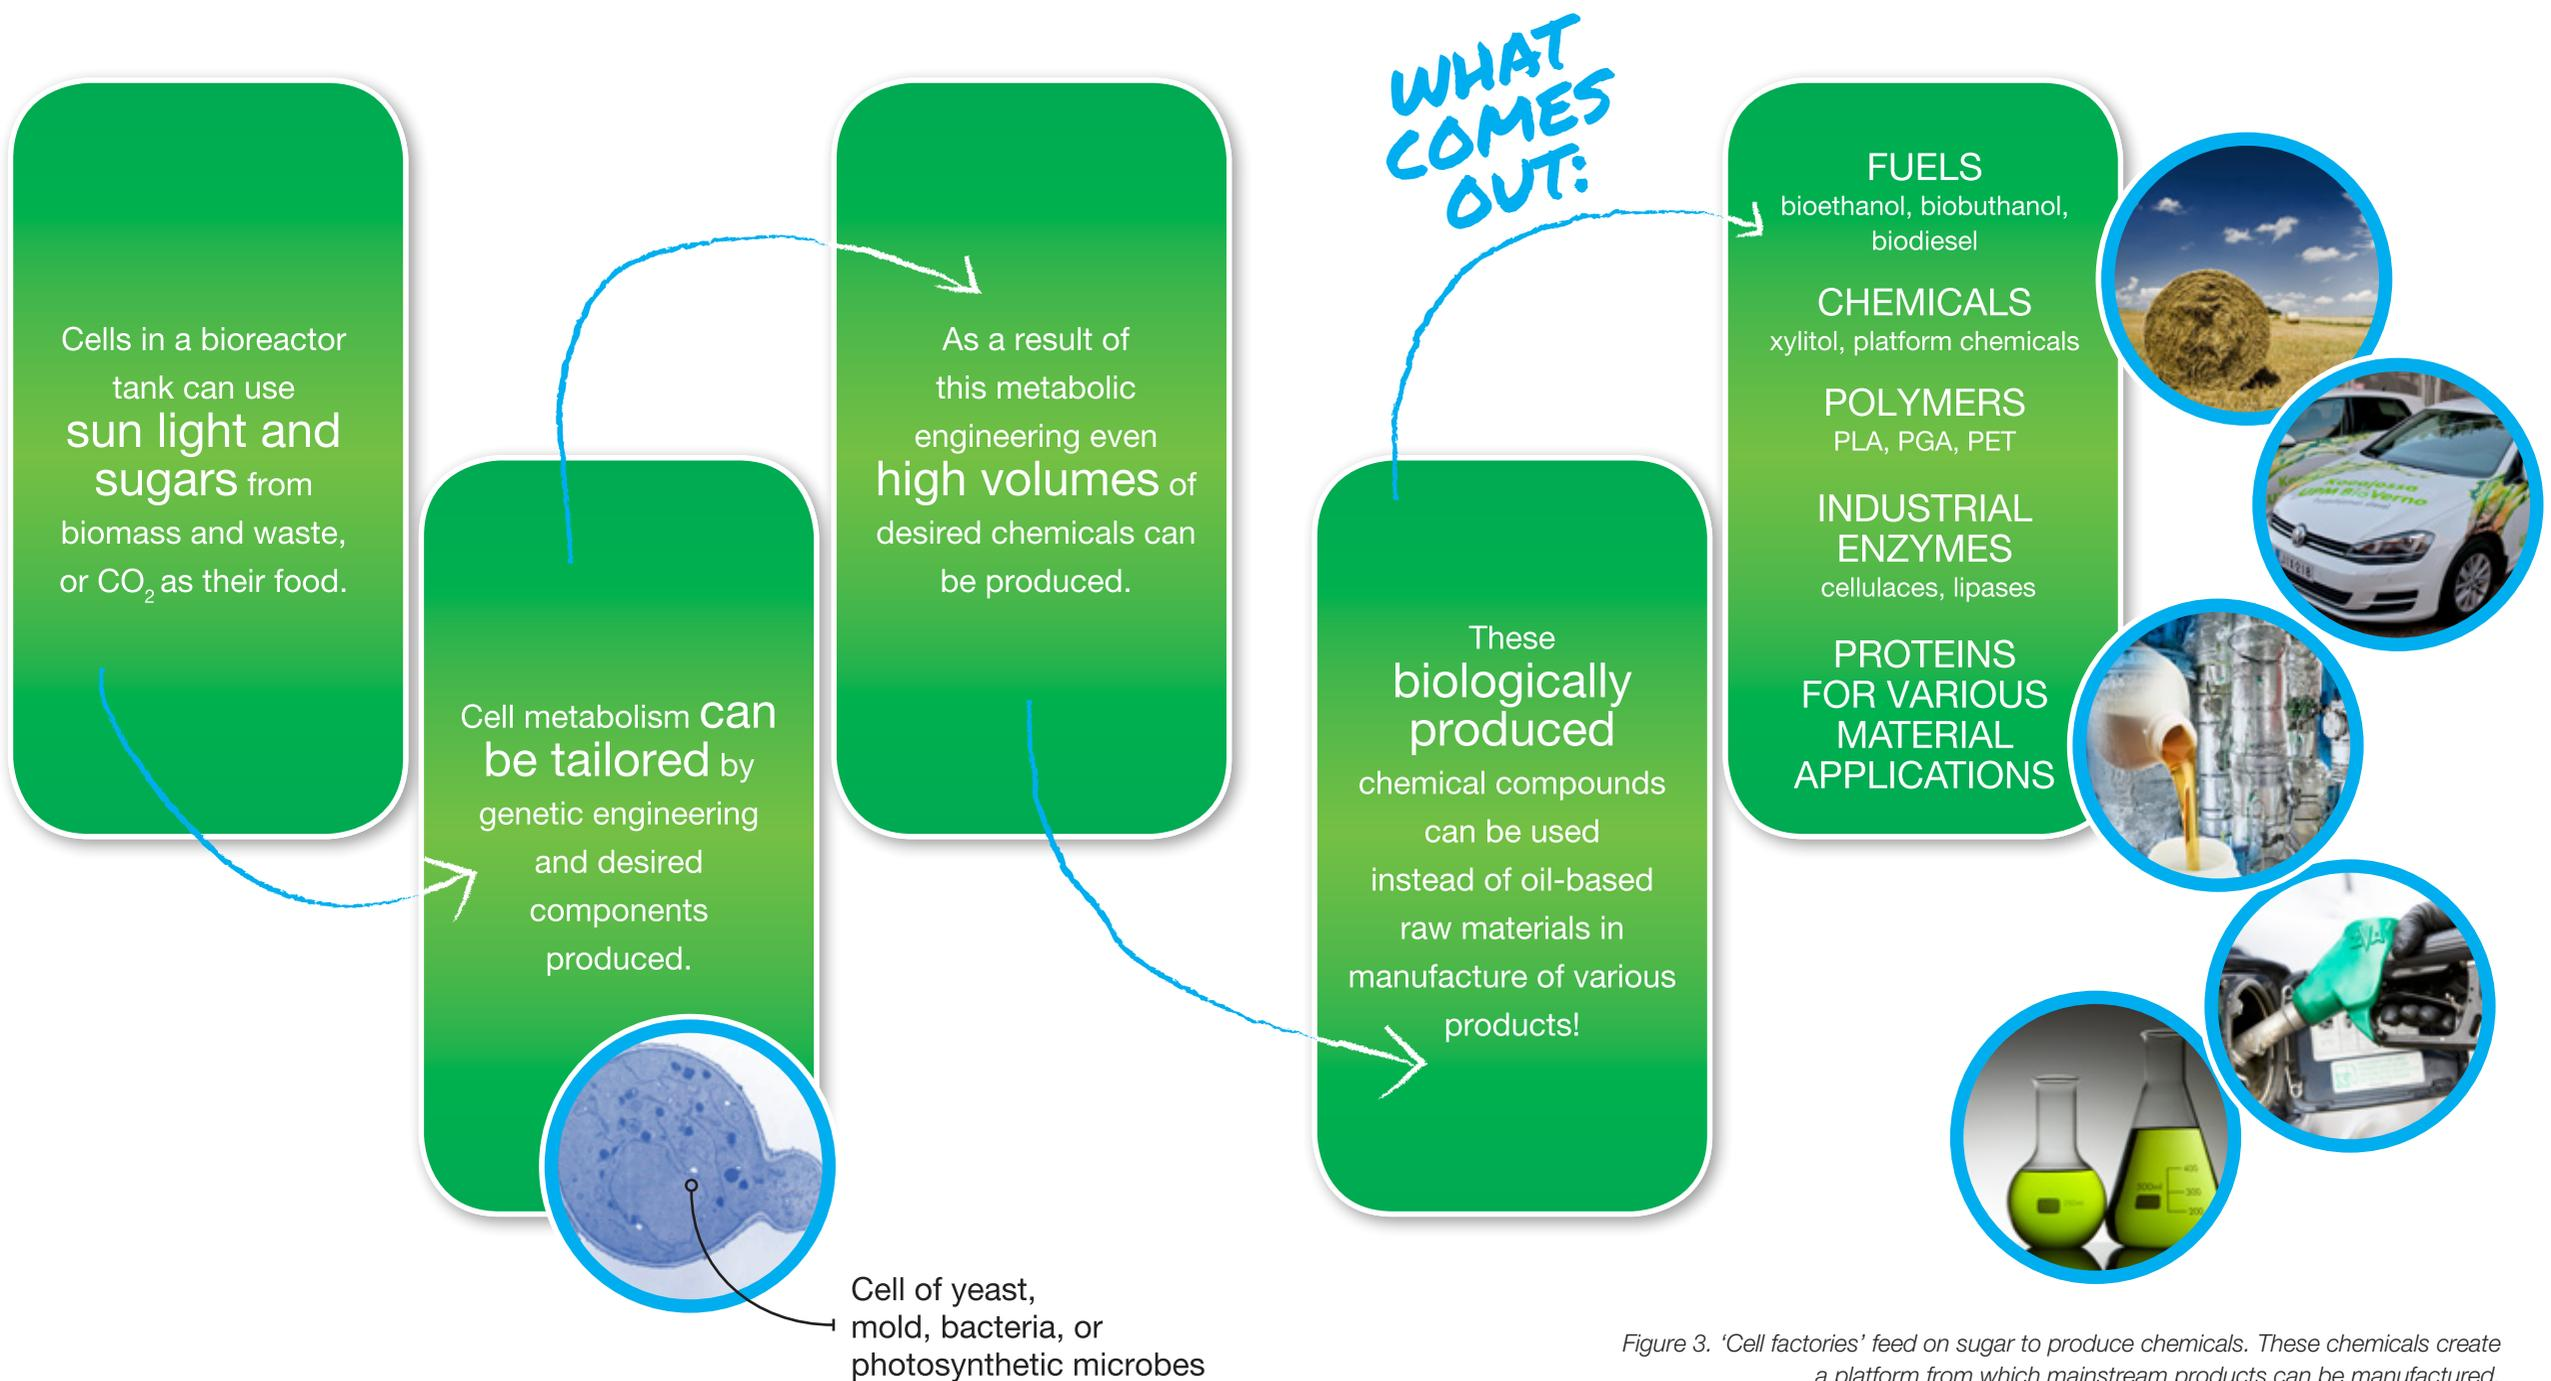 Cells in a bioreactor
tank can use
sun light and
sugars from
biomass and waste,
or CO₂ as their food.
Cell metabolism can
be tailored by
genetic engineering
and desired
components
produced.
Cell of yeast,
mold, bacteria, or
photosynthetic microbes
As a result of
this metabolic
engineering even
high volumes of
desired chemicals can
be produced.
These
biologically
produced
chemical compounds
can be used
instead of oil-based
raw materials in
manufacture of various
products!
WHAT
COMES
OUT:
FUELS
bioethanol, biobuthanol,
biodiesel
CHEMICALS
xylitol, platform chemicals
POLYMERS
PLA, PGA, PET
INDUSTRIAL
ENZYMES
cellulaces, lipases
PROTEINS
FOR VARIOUS
MATERIAL
APPLICATIONS
UPM BioVerno
500ml
400
300
200
Figure 3. ‘Cell factories’ feed on sugar to produce chemicals. These chemicals create
a platform from which mainstream products can be manufactured.